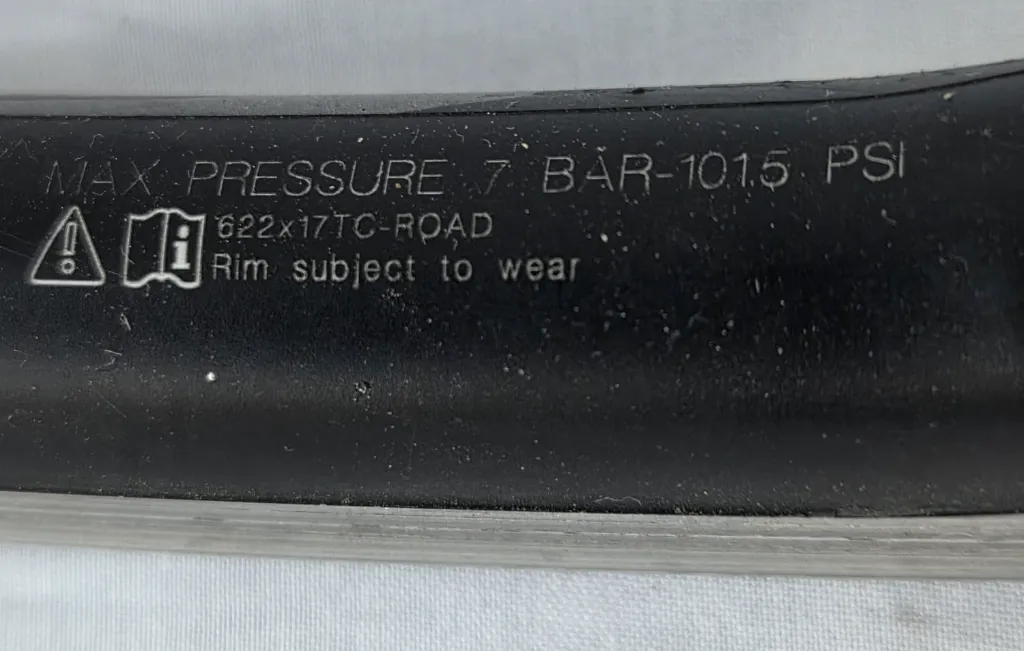 MAX PRESSURE 7 BAR-101.5 PSI
622x17TC-ROAD
Rim subject to wear